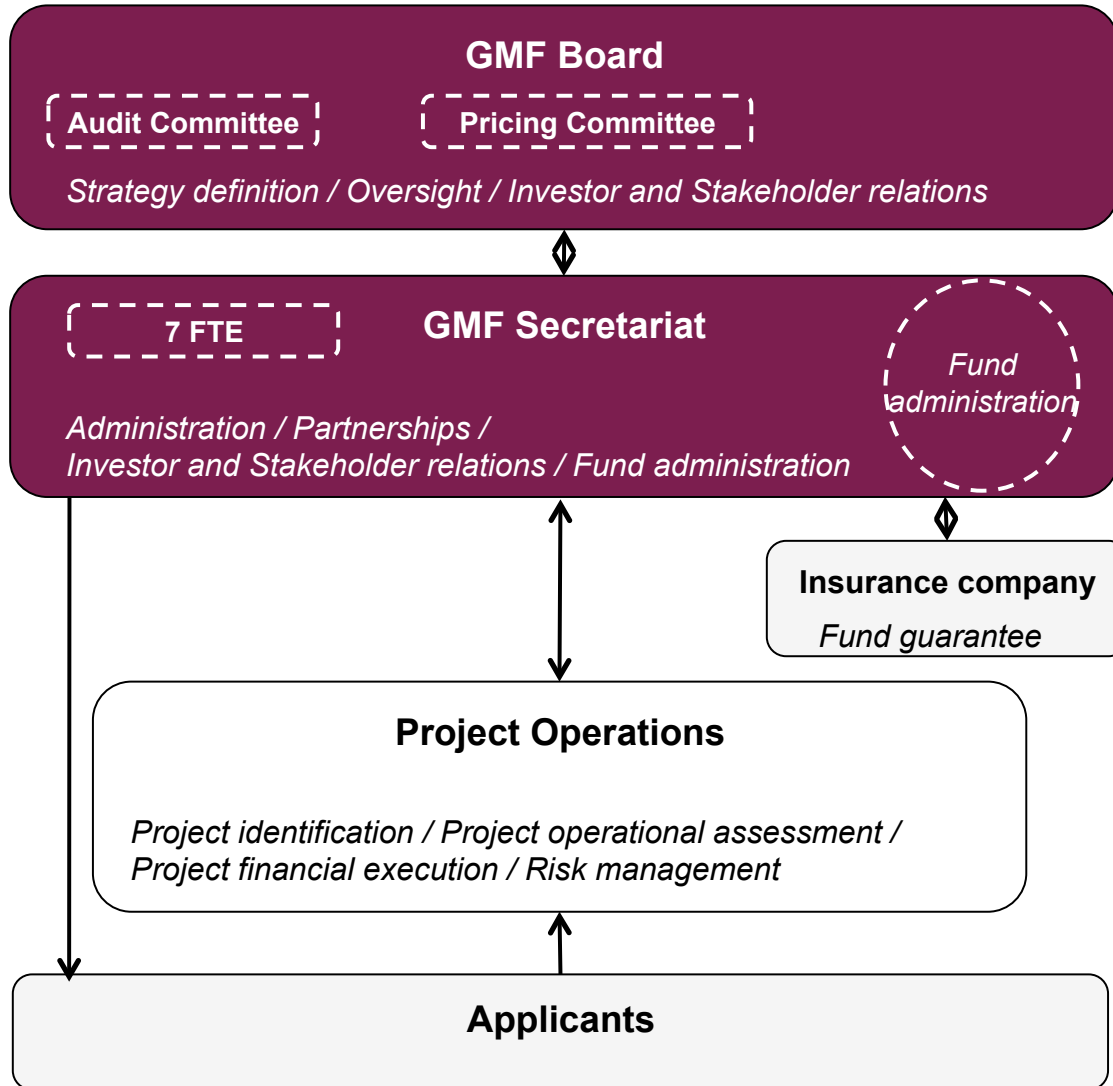 GMF Board
Audit Committee
Pricing Committee
Strategy definition / Oversight / Investor and Stakeholder relations
7 FTE
GMF Secretariat
Fund
administration
Administration / Partnerships /
Investor and Stakeholder relations / Fund administration
Insurance company
Fund guarantee
Project Operations
Project identification / Project operational assessment /
Project financial execution / Risk management
Applicants